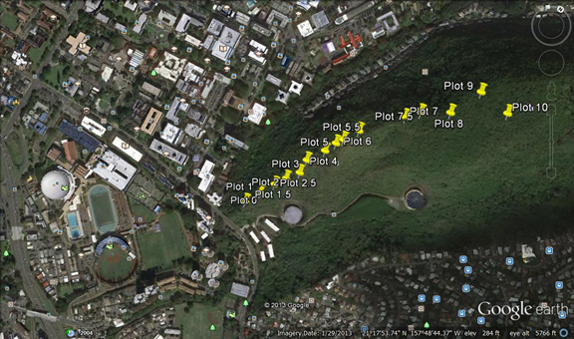 Plot 9
Plot 7.5
Plot 7
Plot 10
Plot 8
Plot 5.5
Plot 5
Plot 6
Plot 3
Plot 4
Plot 1
Plot 2
Plot 2.5
Plot 0
Plot 1.5
© 2013 Google
Google earth
2004
Imagery Date: 1/29/2013
21°17'53.74" N 157°48'44.37" W elev 284 ft eye alt 5766 ft